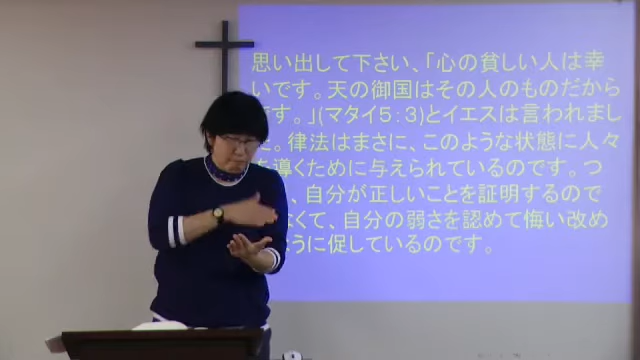 思い出して下さい、「心の貧しい人は幸
いです。天の御国はその人のものだから
です。」(マタイ5:3)とイエスは言われまし
。律法はまさに、このような状態に人々
導くために与えられているのです。つ
、自分が正しいことを証明するので
なくて、自分の弱さを認めて悔い改め
ように促しているのです。